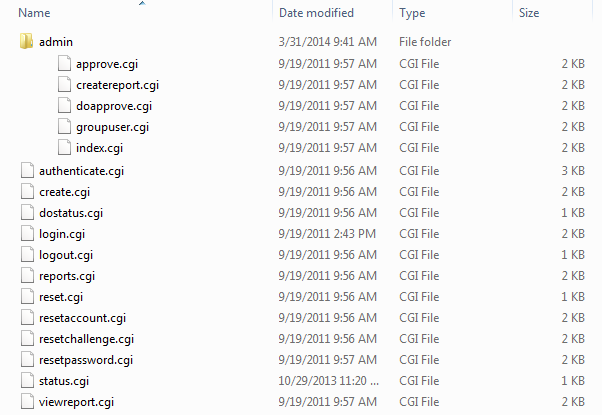 Name Date modified Type Size
admin 3/31/2014 9:41 AM File folder
approve.cgi 9/19/2011 9:57 AM CGI File 2 KB
createreport.cgi 9/19/2011 9:57 AM CGI File 2 KB
doapprove.cgi 9/19/2011 9:57 AM CGI File 2 KB
groupuser.cgi 9/19/2011 9:57 AM CGI File 2 KB
index.cgi 9/19/2011 9:57 AM CGI File 2 KB
authenticate.cgi 9/19/2011 9:56 AM CGI File 3 KB
create.cgi 9/19/2011 9:56 AM CGI File 2 KB
dostatus.cgi 9/19/2011 9:56 AM CGI File 1 KB
login.cgi 9/19/2011 2:43 PM CGI File 2 KB
logout.cgi 9/19/2011 9:56 AM CGI File 1 KB
reports.cgi 9/19/2011 9:56 AM CGI File 2 KB
reset.cgi 9/19/2011 9:56 AM CGI File 1 KB
resetaccount.cgi 9/19/2011 9:56 AM CGI File 2 KB
resetchallenge.cgi 9/19/2011 9:56 AM CGI File 2 KB
resetpassword.cgi 9/19/2011 9:57 AM CGI File 2 KB
status.cgi 10/29/2013 11:20 ... CGI File 1 KB
viewreport.cgi 9/19/2011 9:57 AM CGI File 2 KB